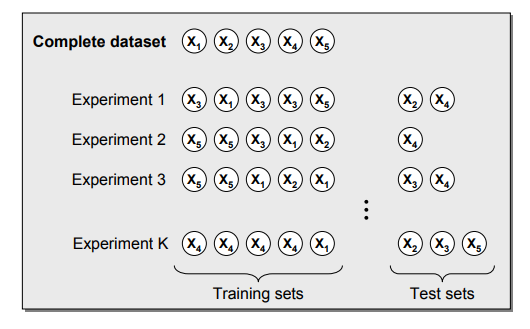 Complete dataset X₁ X₂ X₃ X₄ X₅
Experiment 1 X₃ X₁ X₃ X₃ X₅ X₂ X₄
Experiment 2 X₅ X₅ X₃ X₁ X₂ X₄
Experiment 3 X₅ X₅ X₁ X₂ X₁ X₃ X₄
⋮
Experiment K X₄ X₄ X₄ X₄ X₁ X₂ X₃ X₅
Training sets Test sets